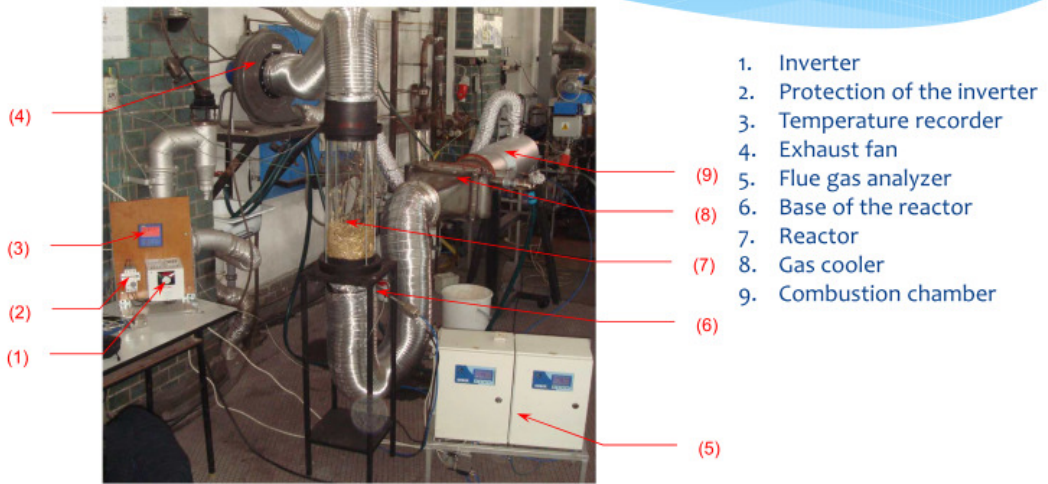 (4)
(3)
(2)
(1)
(9)
(8)
(7)
(6)
(5)
1. Inverter
2. Protection of the inverter
3. Temperature recorder
4. Exhaust fan
5. Flue gas analyzer
6. Base of the reactor
7. Reactor
8. Gas cooler
9. Combustion chamber